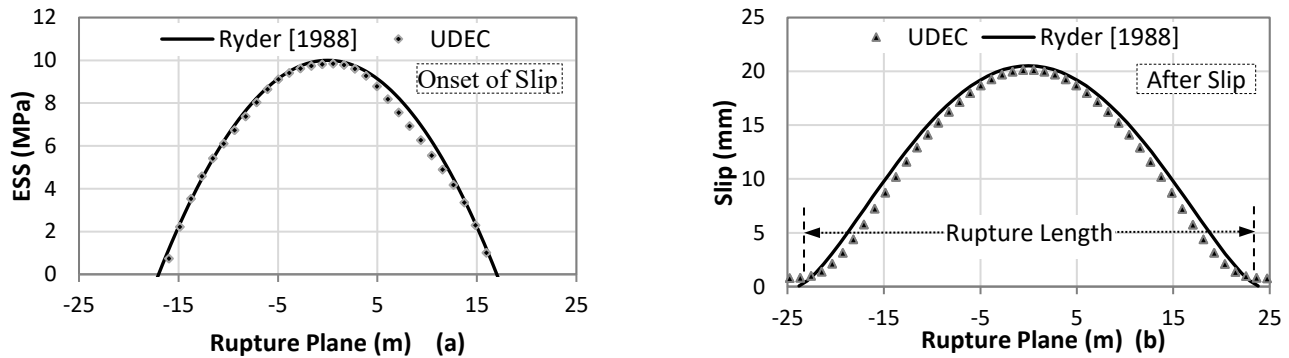 Ryder [1988] UDEC
Onset of Slip
ESS (MPa)
12
10
8
6
4
2
0
-25 -15 -5 5 15 25
Rupture Plane (m) (a)
UDEC Ryder [1988]
After Slip
Slip (mm)
25
20
15
10
5
0
Rupture Length
-25 -15 -5 5 15 25
Rupture Plane (m) (b)